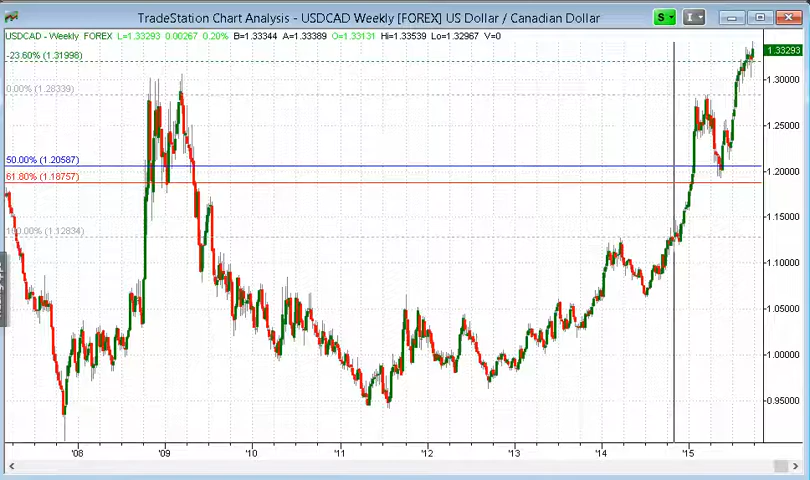 TradeStation Chart Analysis - USDCAD Weekly [FOREX] US Dollar / Canadian Dollar
S
I
USDCAD - Weekly FOREX L=1.33293 0.00267 0.20% B=1.33344 A=1.33389 O=1.33131 Hi=1.33539 Lo=1.32967 V=0
-23.60% (1.31998)
1.33293
1.30000
0.00% (1.28339)
1.25000
50.00% (1.20587)
1.20000
61.80% (1.18757)
1.15000
100.00% (1.12834)
1.10000
1.05000
1.00000
0.95000
'08 '09 '10 '11 '12 '13 '14 '15